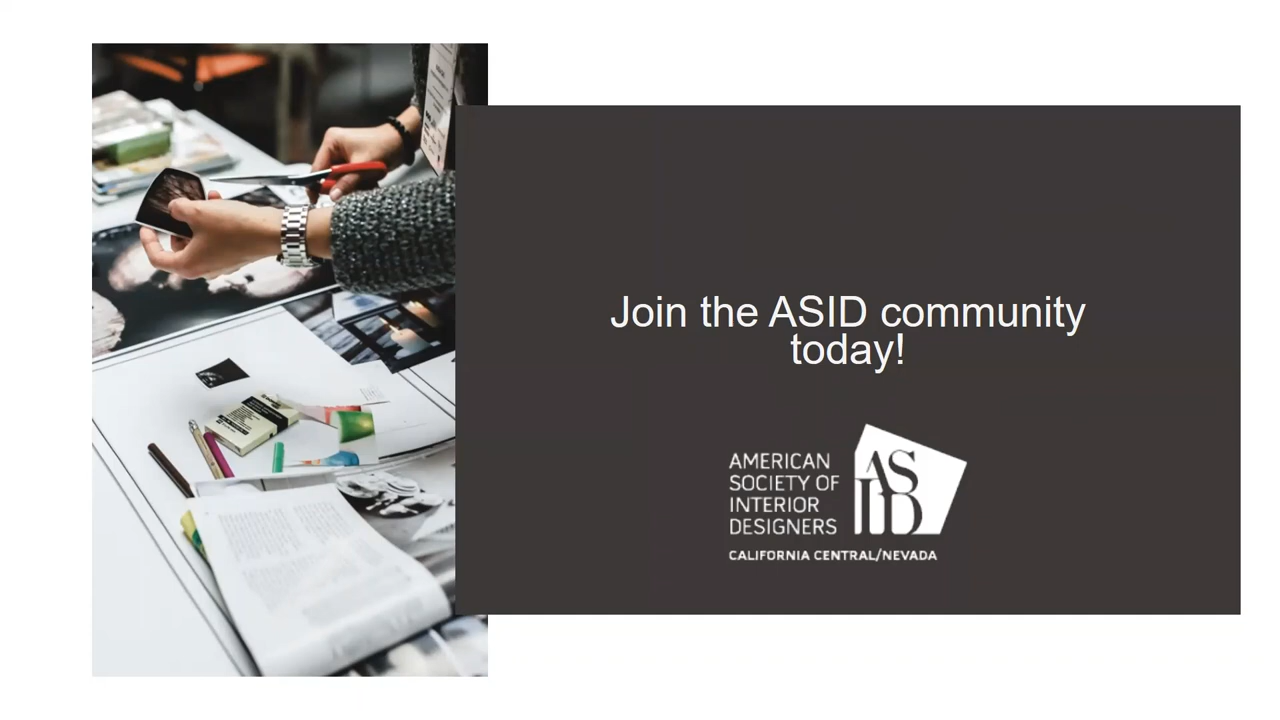 Join the ASID community
today!
AMERICAN
SOCIETY OF
INTERIOR
DESIGNERS
ASID
CALIFORNIA CENTRAL/NEVADA